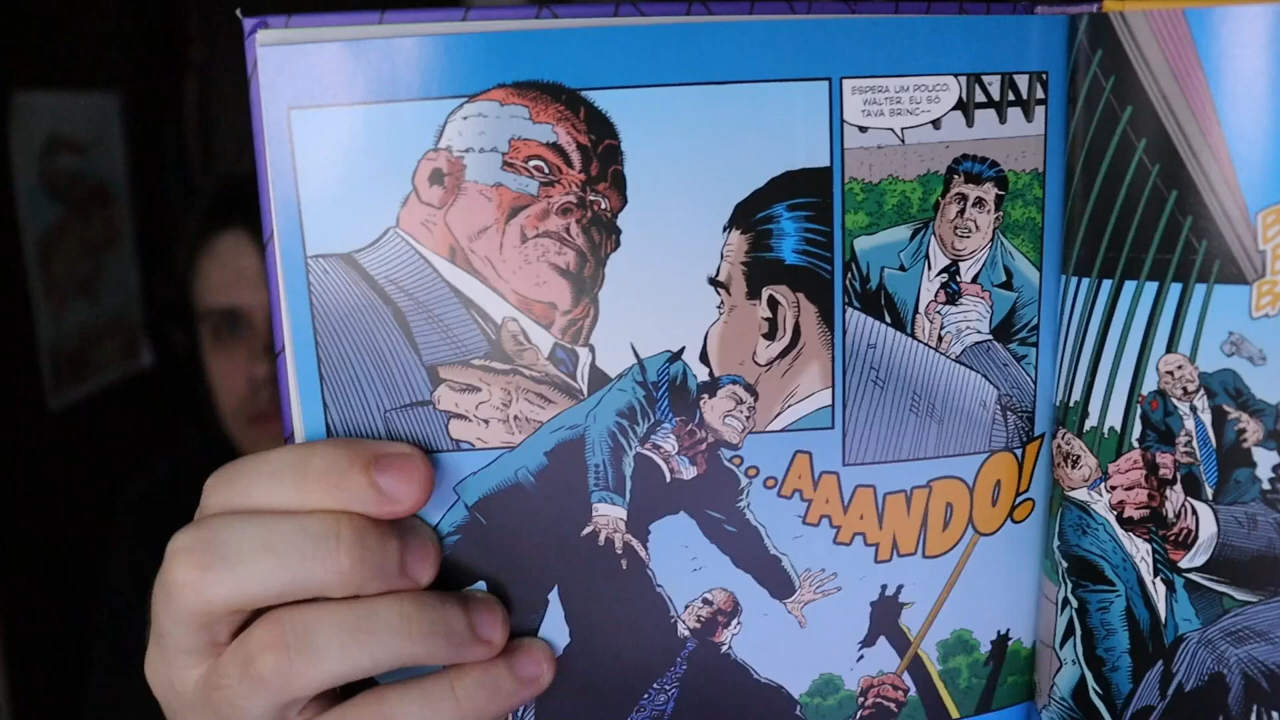 ESPERA UM POUCO,
WALTER, EU SÓ
TAVA BRINC--
...AAANDO!